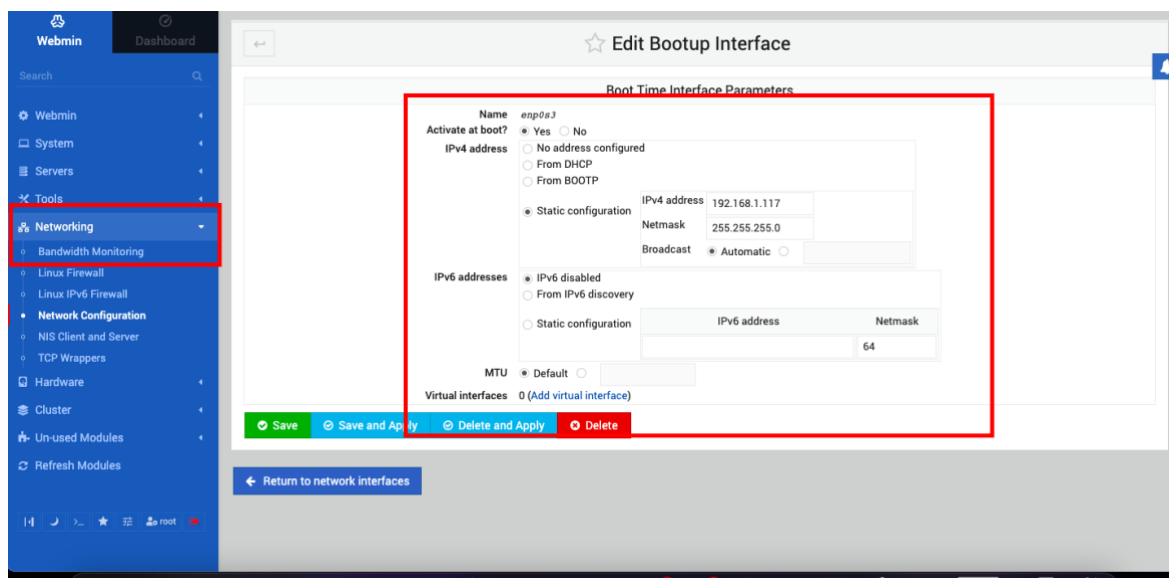 Webmin
Dashboard
Search
Webmin
System
Servers
Tools
Networking
Bandwidth Monitoring
Linux Firewall
Linux IPv6 Firewall
Network Configuration
NIS Client and Server
TCP Wrappers
Hardware
Cluster
Un-used Modules
Refresh Modules
root
Edit Bootup Interface
Boot Time Interface Parameters
Name enp0s3
Activate at boot? Yes No
IPv4 address No address configured
From DHCP
From BOOTP
Static configuration IPv4 address 192.168.1.117
Netmask 255.255.255.0
Broadcast Automatic
IPv6 addresses IPv6 disabled
From IPv6 discovery
Static configuration IPv6 address Netmask
64
MTU Default
Virtual interfaces 0 (Add virtual interface)
Save Save and Apply Delete and Apply Delete
Return to network interfaces